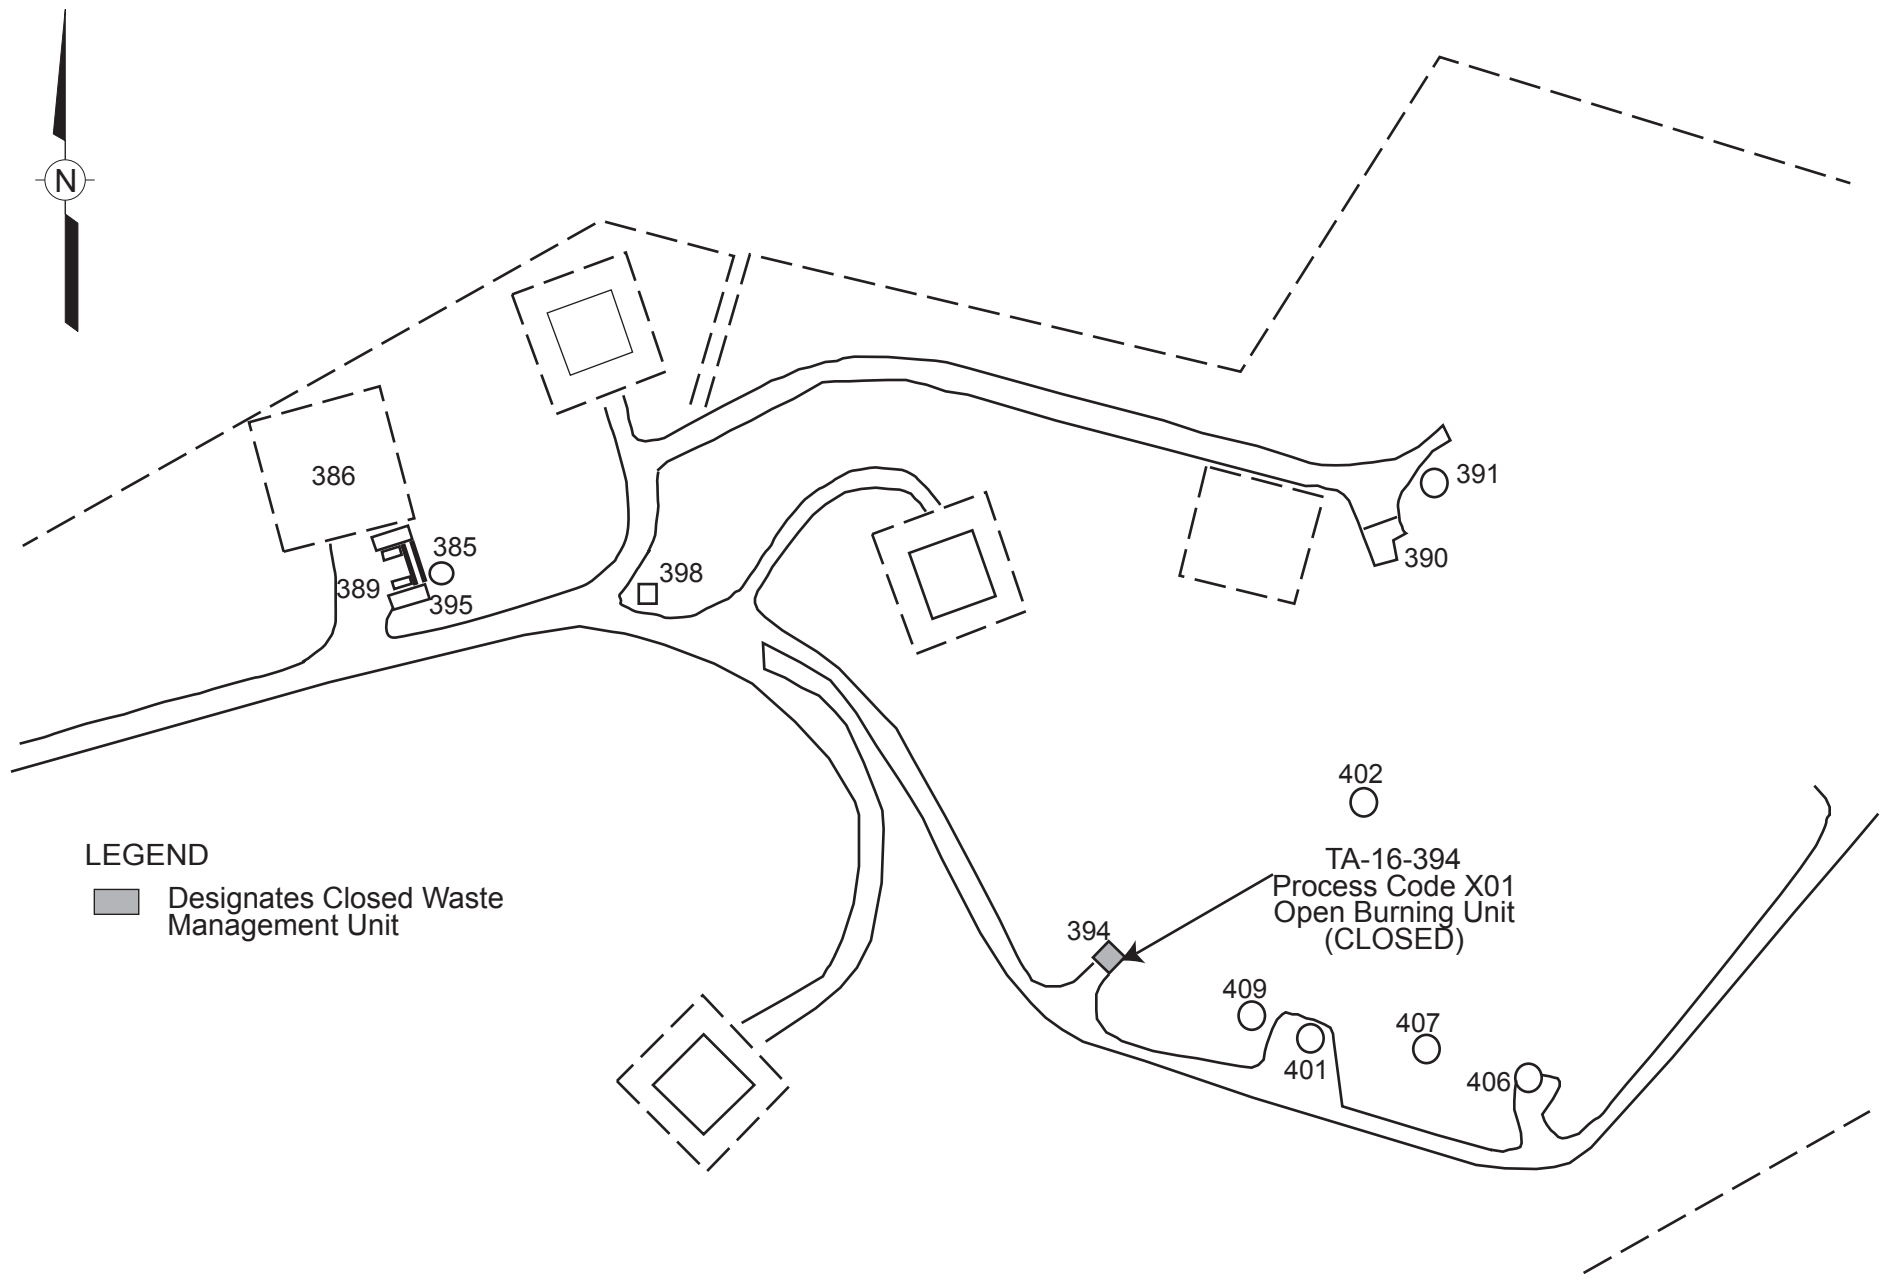 N
386
391
385
390
398
389
395
402
TA-16-394
Process Code X01
Open Burning Unit
(CLOSED)
LEGEND
Designates Closed Waste
Management Unit
394
409
407
401
406